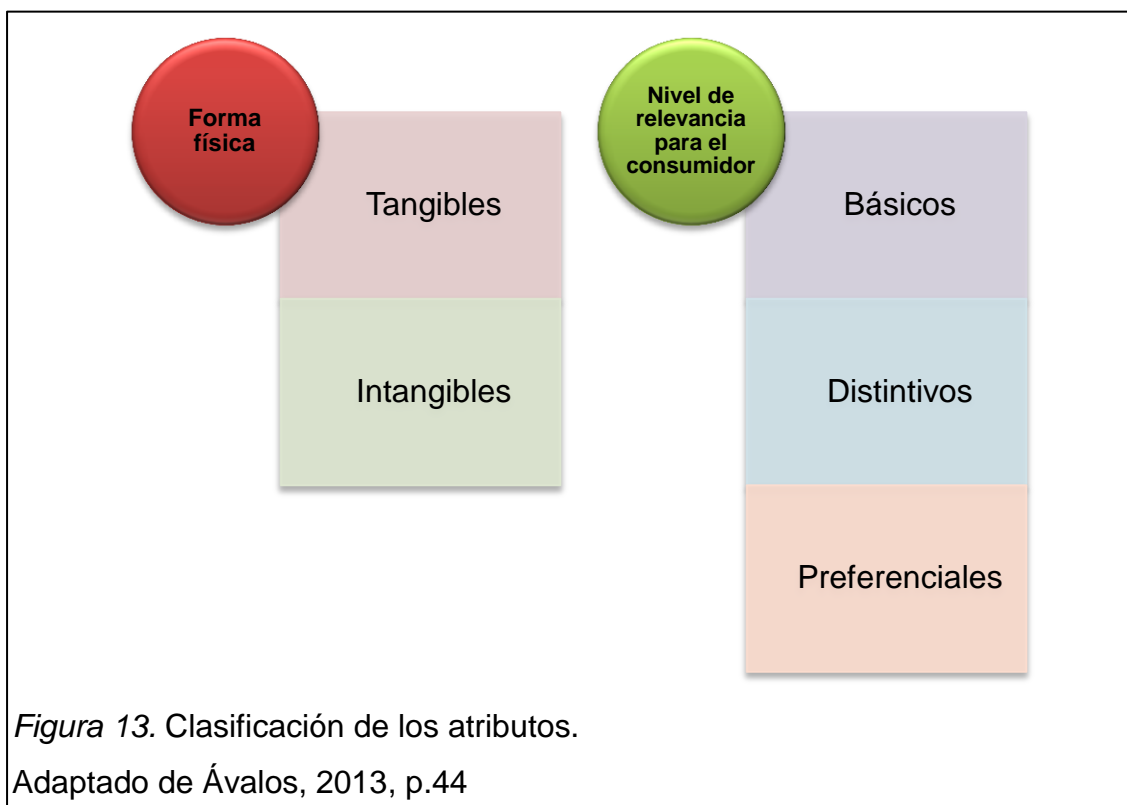 Forma
física
Tangibles
Intangibles
Nivel de
relevancia
para el
consumidor
Básicos
Distintivos
Preferenciales
Figura 13. Clasificación de los atributos.
Adaptado de Ávalos, 2013, p.44